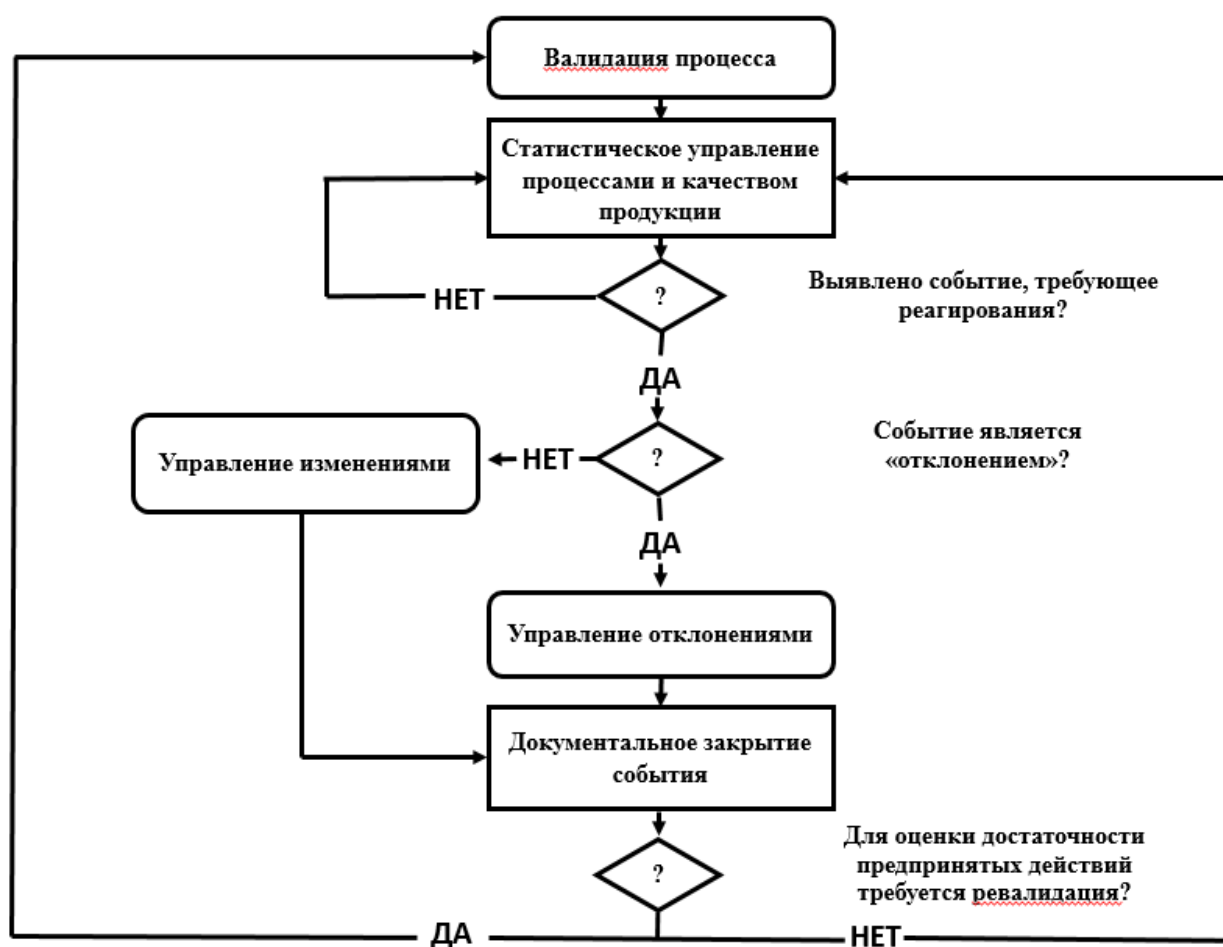 Валидация процесса
Статистическое управление
процессами и качеством
продукции
?
НЕТ
Выявлено событие, требующее
реагирования?
ДА
Событие является
«отклонением»?
Управление изменениями
НЕТ
?
ДА
Управление отклонениями
Документальное закрытие
события
Для оценки достаточности
предпринятых действий
требуется ревалидация?
?
ДА
НЕТ